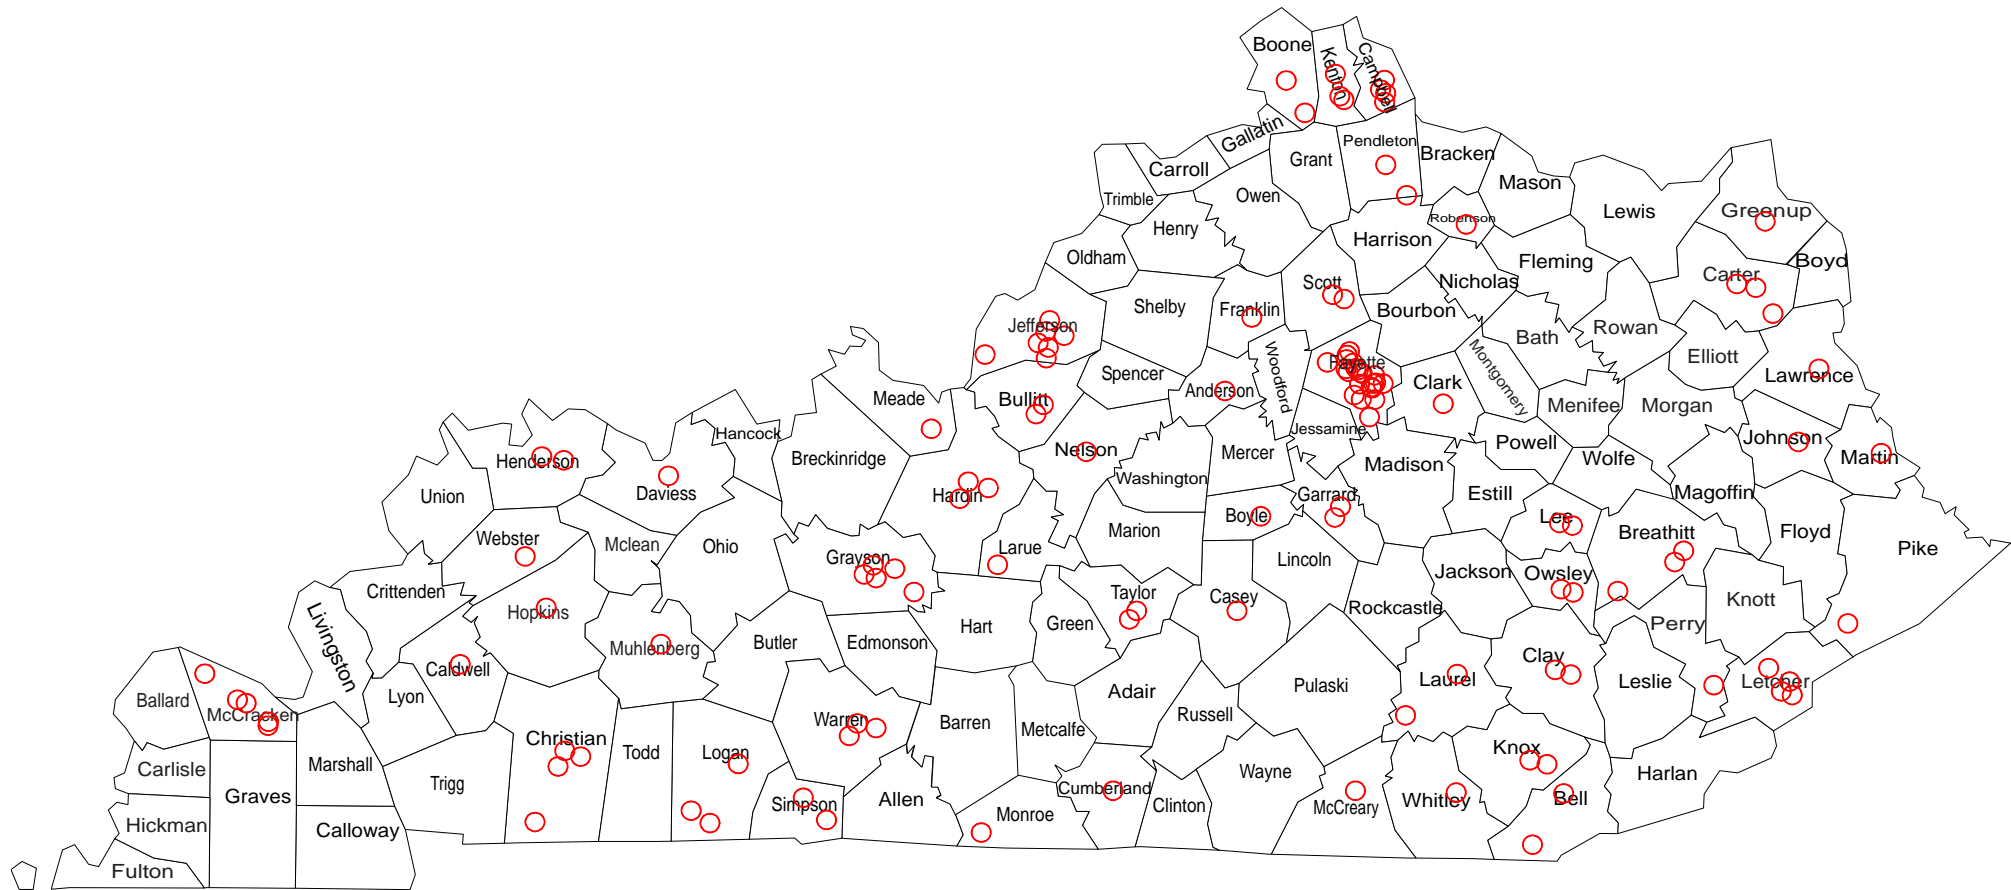 Boone
Kenton
Campbell
Gallatin
Pendleton
Carroll
Grant
Bracken
Mason
Trimble
Owen
Lewis
Greenup
Robertson
Henry
Harrison
Oldham
Fleming
Boyd
Carter
Nicholas
Scott
Shelby
Franklin
Bourbon
Jefferson
Bath
Rowan
Elliott
Fayette
Woodford
Montgomery
Spencer
Lawrence
Clark
Anderson
Meade
Bullitt
Menifee
Morgan
Jessamine
Hancock
Johnson
Powell
Nelson
Mercer
Madison
Martin
Henderson
Breckinridge
Wolfe
Washington
Daviess
Union
Hardin
Garrard
Estill
Magoffin
Boyle
Lee
Marion
Breathitt
Floyd
Webster
Mclean
Ohio
Larue
Pike
Grayson
Lincoln
Jackson
Owsley
Crittenden
Taylor
Casey
Knott
Hopkins
Rockcastle
Livingston
Green
Hart
Perry
Muhlenberg
Butler
Edmonson
Clay
Caldwell
Laurel
Leslie
Letcher
Pulaski
Adair
Ballard
Lyon
McCracken
Russell
Warren
Barren
Metcalfe
Christian
Todd
Logan
Knox
Marshall
Carlisle
Wayne
Harlan
Trigg
Cumberland
Graves
Simpson
Allen
Clinton
McCreary
Whitley
Bell
Monroe
Hickman
Calloway
Fulton